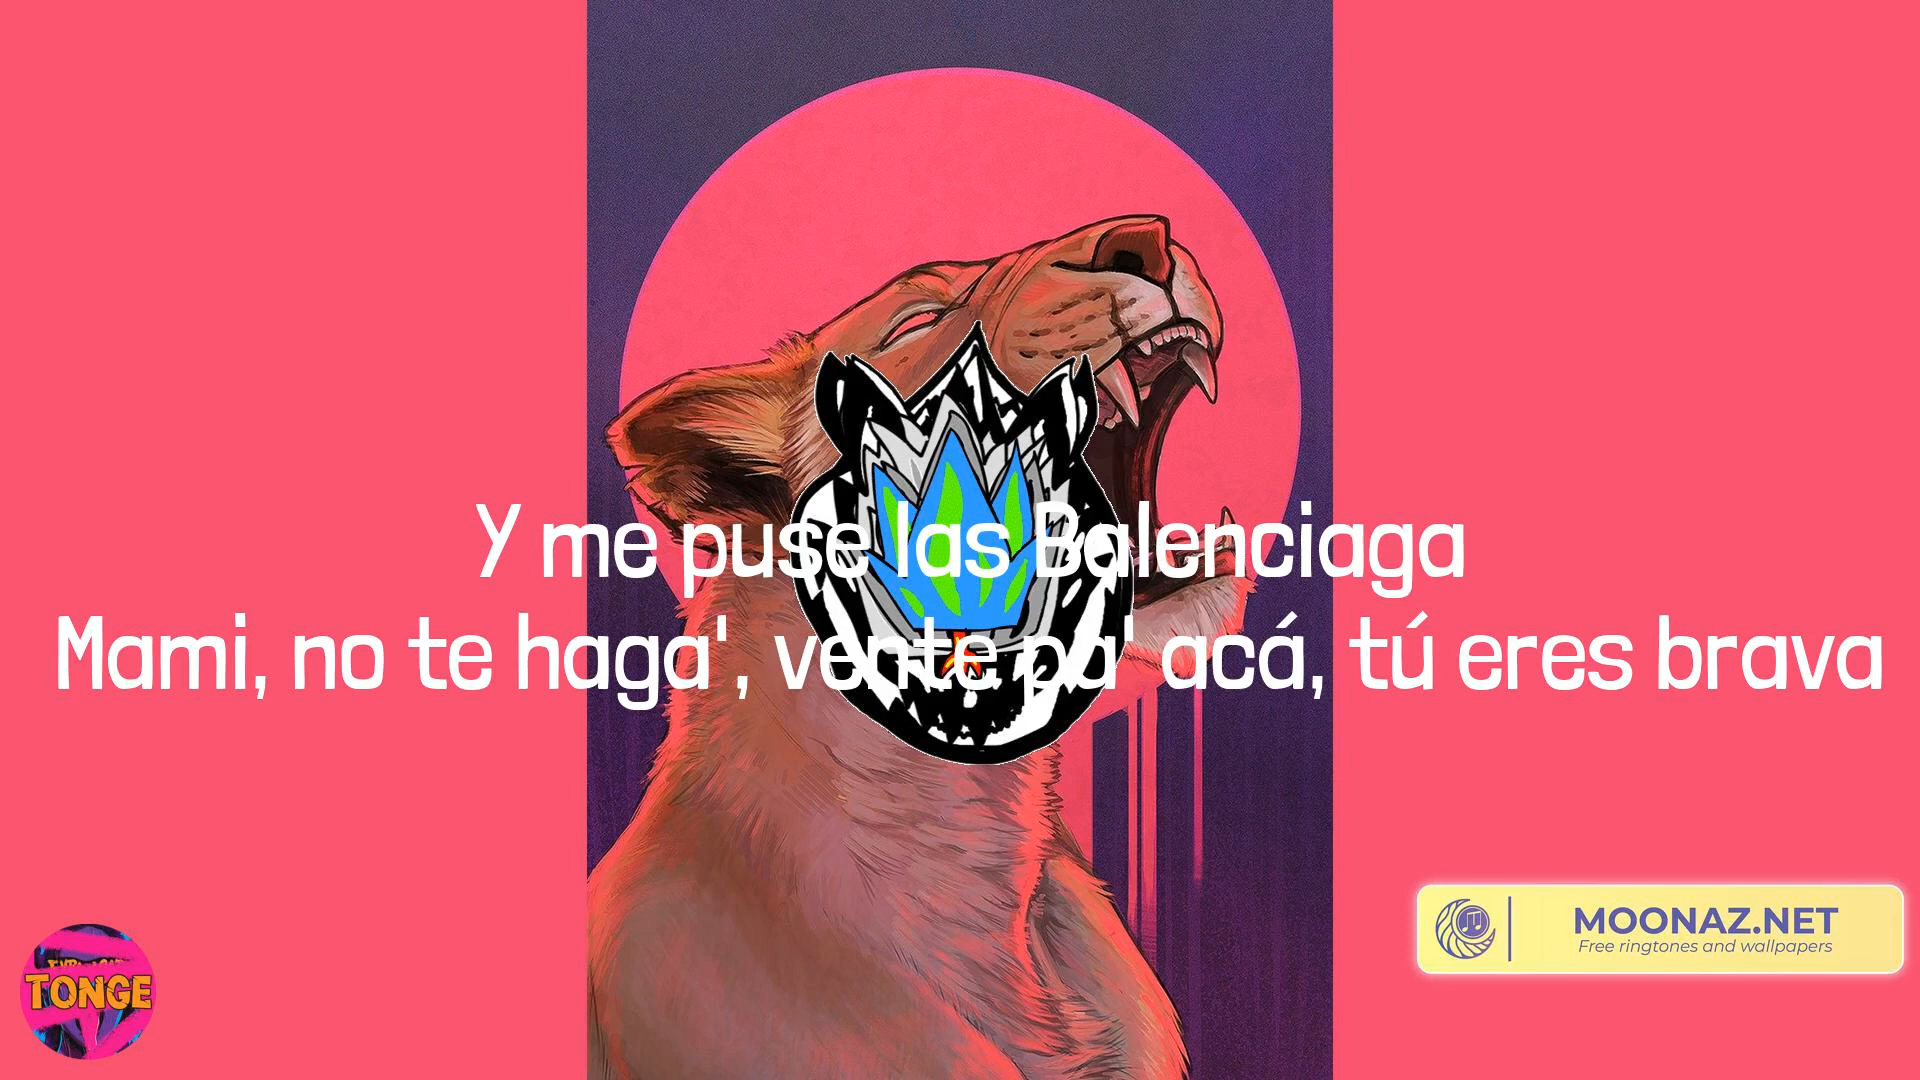 Y me puse las Balenciaga
Mami, no te haga', vente pa' acá, tú eres brava
MOONAZ.NET
Free ringtones and wallpapers
TONGE